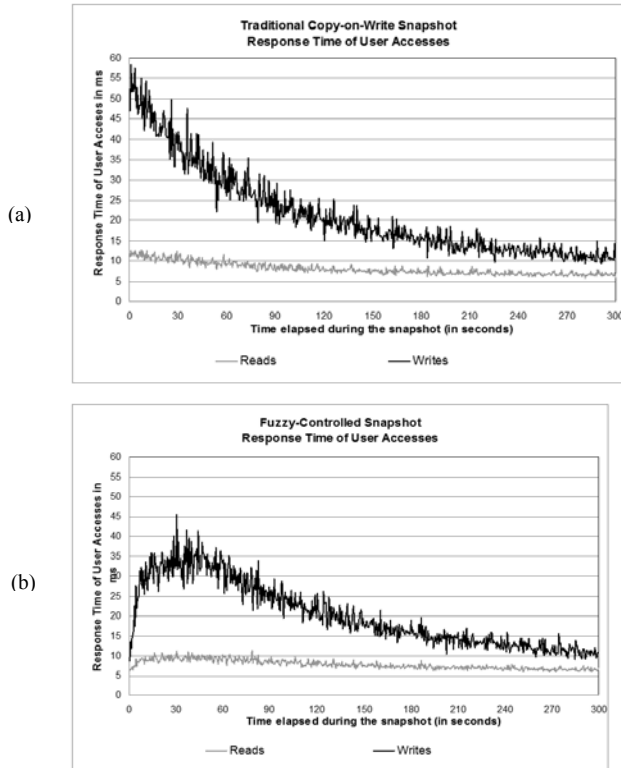 Traditional Copy-on-Write Snapshot
Response Time of User Accesses
60
55
50
45
40
35
30
25
20
15
10
5
0
Response Time of User Acceses in ms
(a)
0 30 60 90 120 150 180 210 240 270 300
Time elapsed during the snapshot (in seconds)
Reads Writes
Fuzzy-Controlled Snapshot
Response Time of User Accesses
60
55
50
45
40
35
30
25
20
15
10
5
0
Response Time of User Accesses in
ms
(b)
0 30 60 90 120 150 180 210 240 270 300
Time elapsed during the snapshot (in seconds)
Reads Writes